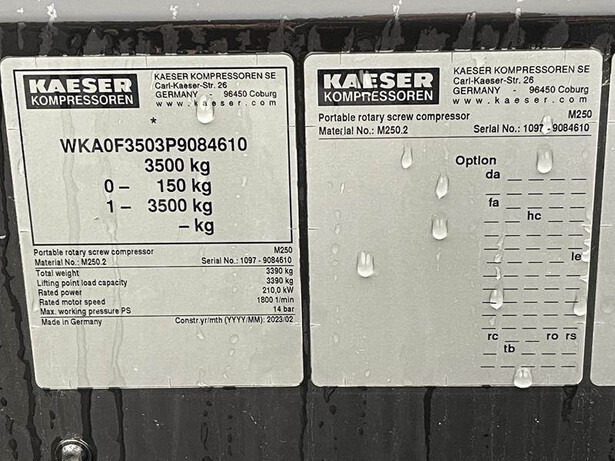 KAESER
KOMPRESSOREN
KAESER KOMPRESSOREN SE
Carl-Kaeser-Str. 26
GERMANY - 96450 Coburg
www.kaeser.com
*
WKA0F3503P9084610
3500 kg
0 – 150 kg
1 – 3500 kg
– kg
Portable rotary screw compressor M250
Material No.: M250.2 Serial No.: 1097 - 9084610
Total weight 3390 kg
Lifting point load capacity 3390 kg
Rated power 210,0 kW
Rated motor speed 1800 1/min
Max. working pressure PS 14 bar
Made in Germany Constr.yr/mth (YYYY/MM): 2023/02
KAESER
KOMPRESSOREN
KAESER KOMPRESSOREN SE
Carl-Kaeser-Str. 26
GERMANY - 96450 Coburg
www.kaeser.com
Portable rotary screw compressor M250
Material No.: M250.2 Serial No.: 1097 - 9084610
Option
da
fa
hc
le
rc ro rs
tb